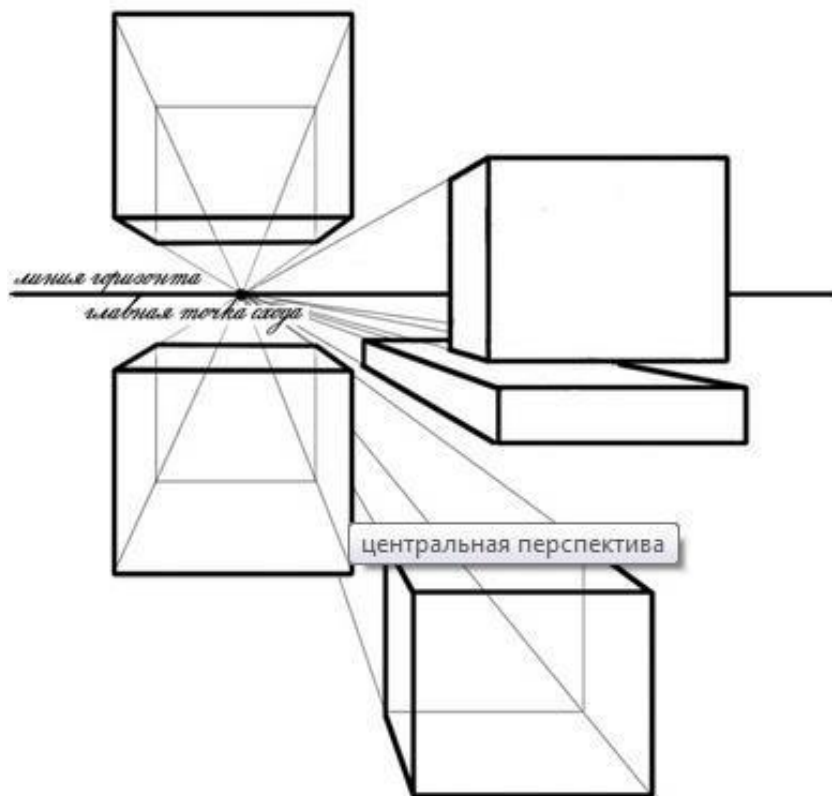 линия горизонта
главная точка схода
центральная перспектива